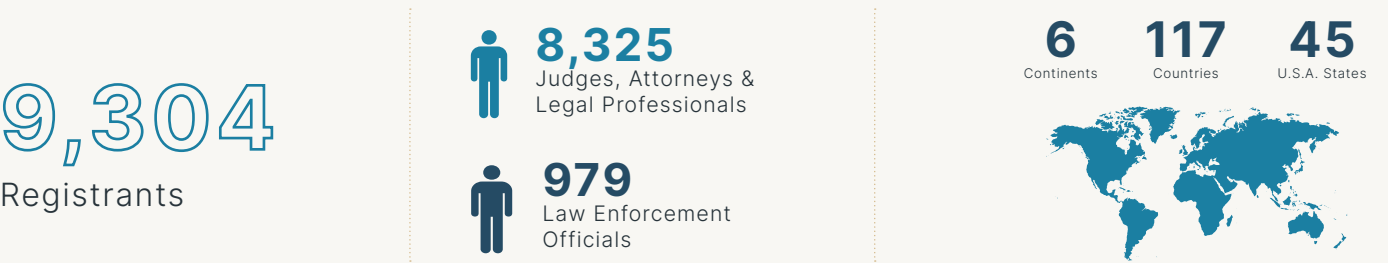 9,304
Registrants
8,325
Judges, Attorneys &
Legal Professionals
979
Law Enforcement
Officials
6
Continents
117
Countries
45
U.S.A. States